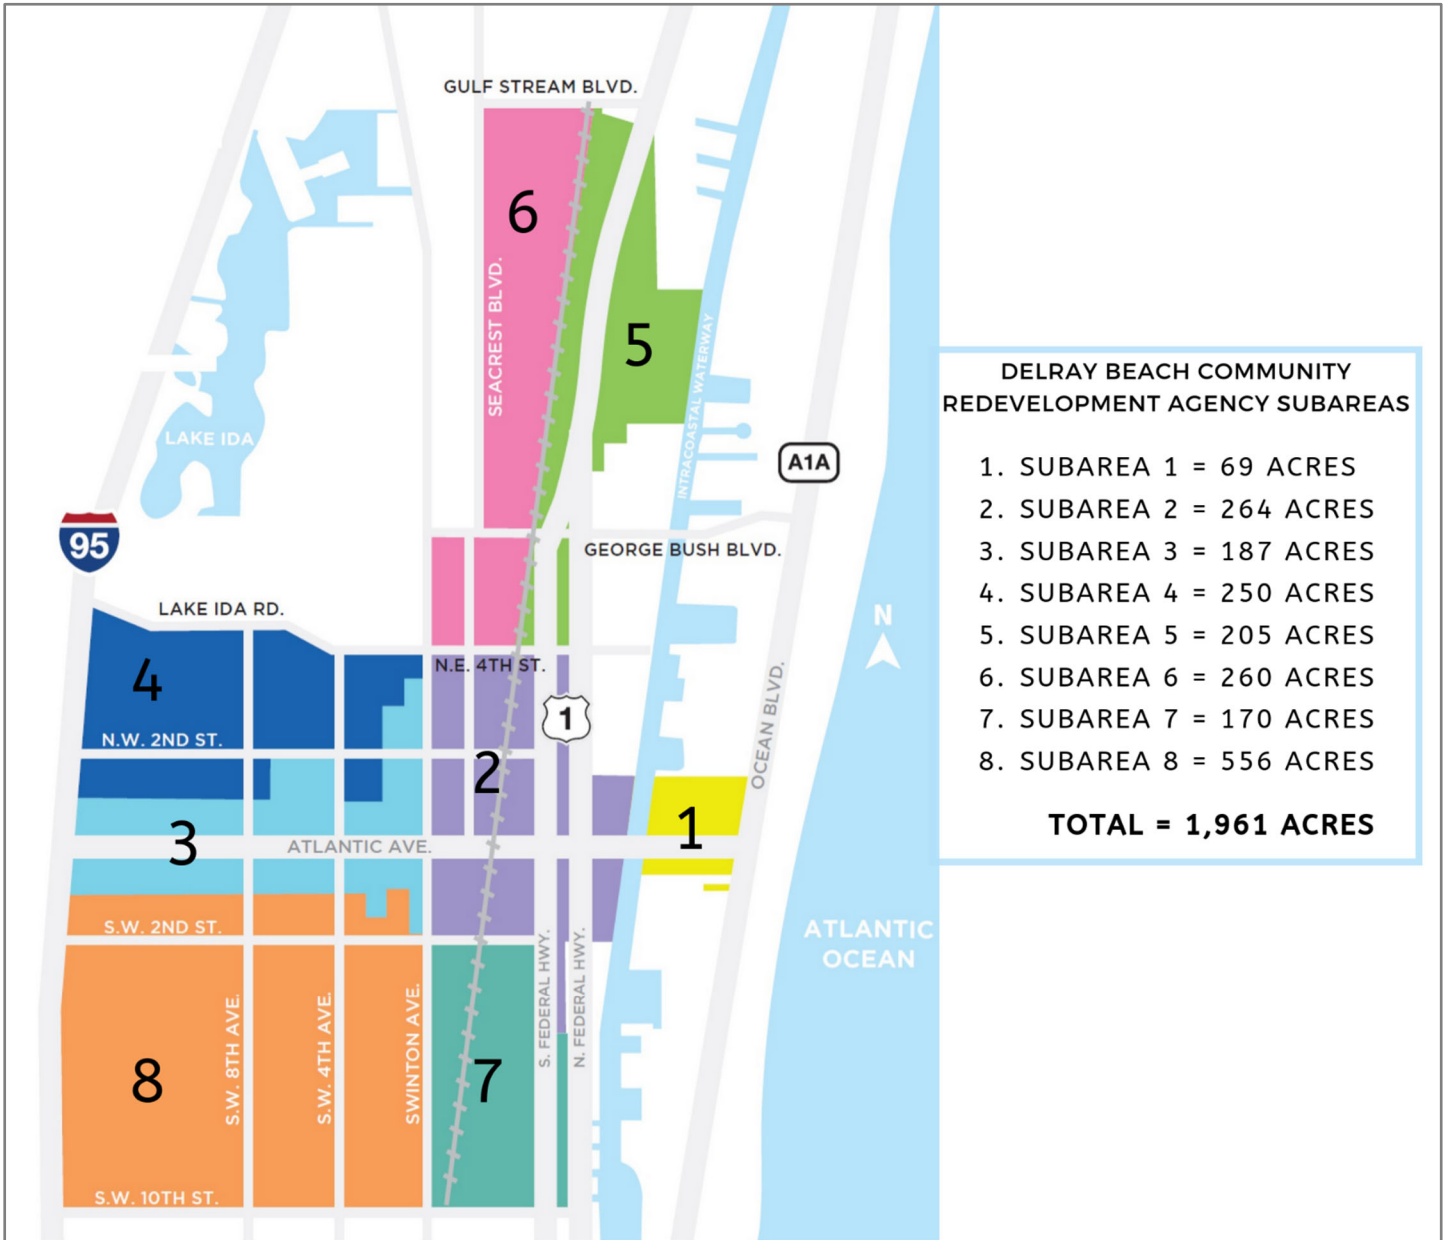 GULF STREAM BLVD.
6
SEACREST BLVD.
5
INTRACOASTAL WATERWAY
LAKE IDA
A1A
95
GEORGE BUSH BLVD.
LAKE IDA RD.
N
4
N.E. 4TH ST.
1
N.W. 2ND ST.
2
OCEAN BLVD.
3
1
ATLANTIC AVE.
S.W. 2ND ST.
ATLANTIC
OCEAN
S. FEDERAL HWY.
N. FEDERAL HWY.
S.W. 8TH AVE.
S.W. 4TH AVE.
SWINTON AVE.
8
7
S.W. 10TH ST.
DELRAY BEACH COMMUNITY
REDEVELOPMENT AGENCY SUBAREAS
1. SUBAREA 1 = 69 ACRES
2. SUBAREA 2 = 264 ACRES
3. SUBAREA 3 = 187 ACRES
4. SUBAREA 4 = 250 ACRES
5. SUBAREA 5 = 205 ACRES
6. SUBAREA 6 = 260 ACRES
7. SUBAREA 7 = 170 ACRES
8. SUBAREA 8 = 556 ACRES
TOTAL = 1,961 ACRES